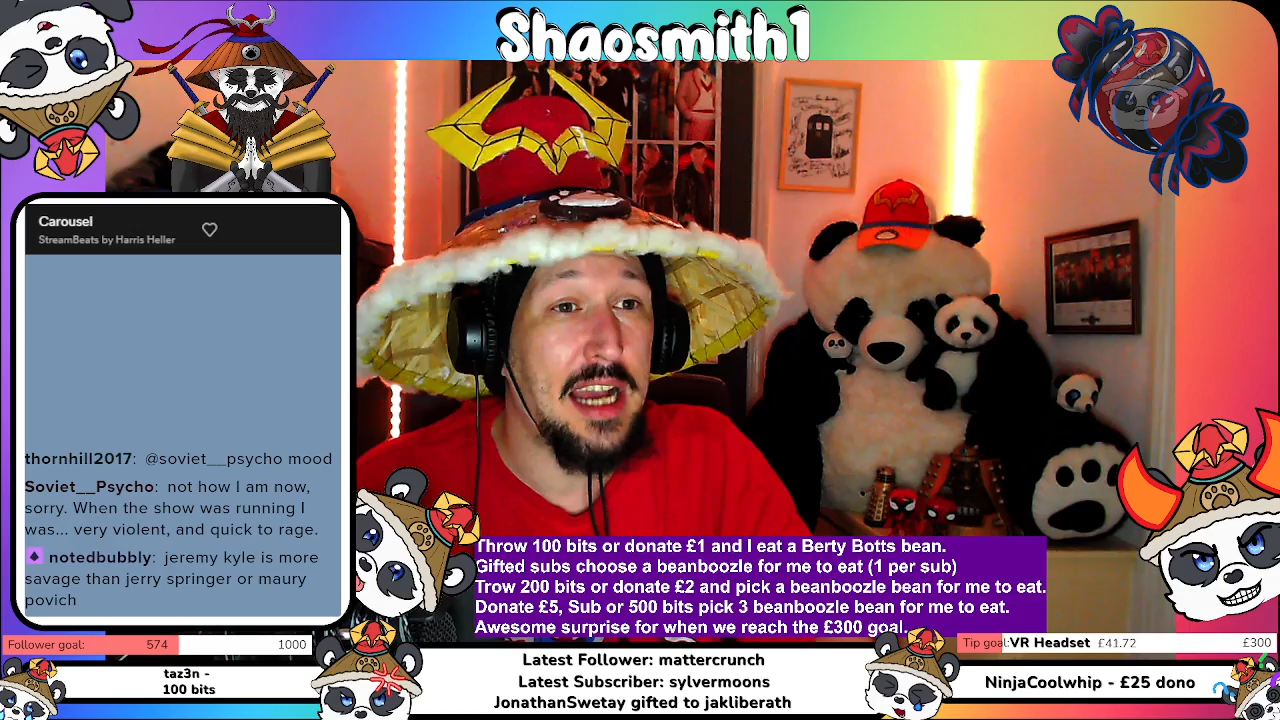 Shaosmith1
Carousel
StreamBeats by Harris Heller
thornhill2017: @soviet__psycho mood
Soviet__Psycho: not how I am now,
sorry. When the show was running I
was... very violent, and quick to rage.
notedbubbly: jeremy kyle is more
savage than jerry springer or maury
povich
Throw 100 bits or donate £1 and I eat a Berty Botts bean.
Gifted subs choose a beanboozle for me to eat (1 per sub)
Trow 200 bits or donate £2 and pick a beanboozle bean for me to eat.
Donate £5, Sub or 500 bits pick 3 beanboozle bean for me to eat.
Awesome surprise for when we reach the £300 goal.
Follower goal: 574 1000
Tip goal: VR Headset £41.72 £300
taz3n -
100 bits
Latest Follower: mattercrunch
Latest Subscriber: sylvermoons
JonathanSwetay gifted to jakliberath
NinjaCoolwhip - £25 dono